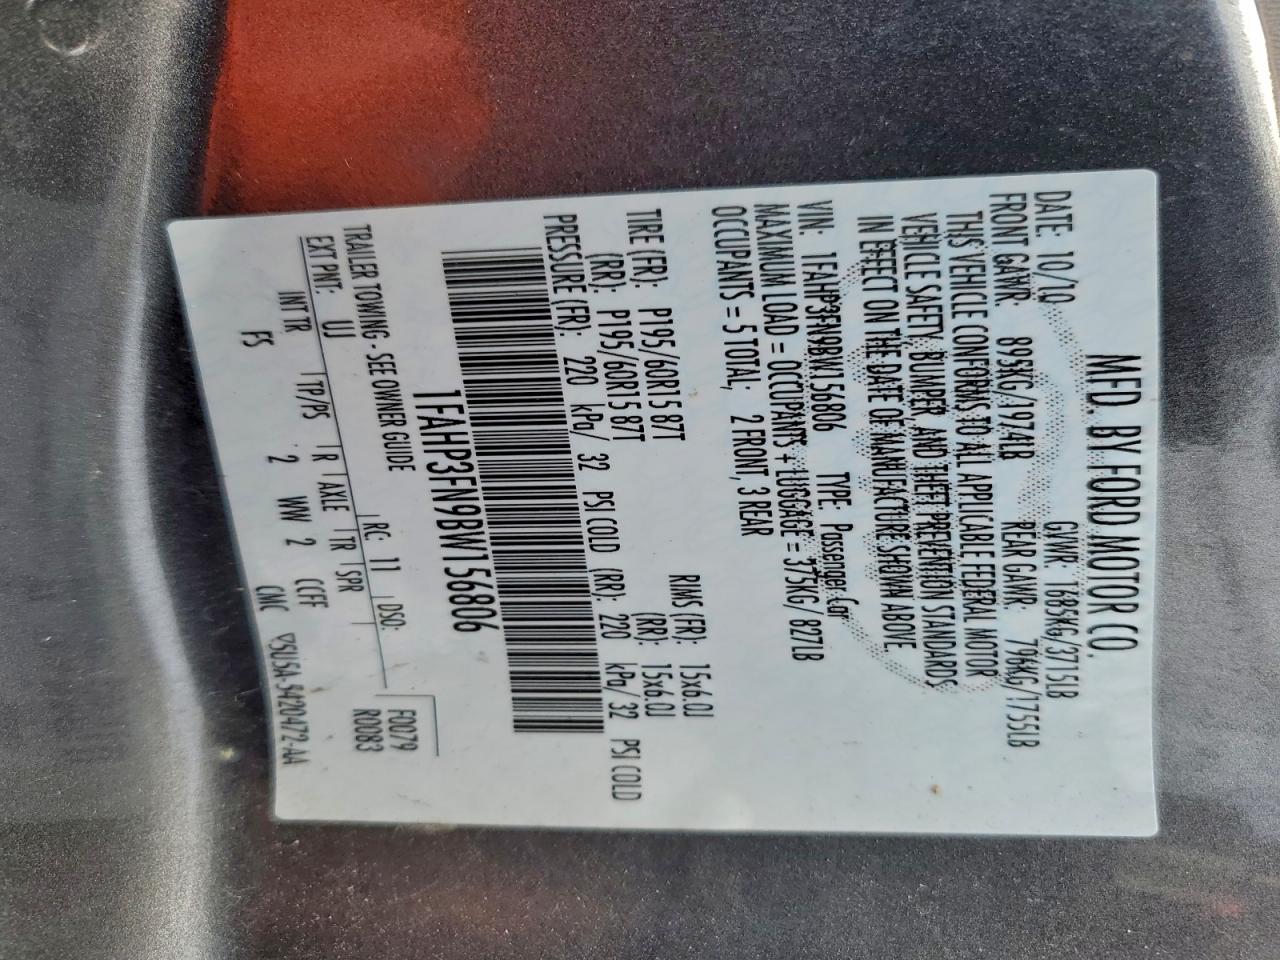 MFD. BY FORD MOTOR CO.
DATE: 10/10 GVWR: 1685KG/3715LB
FRONT GAWR: 893KG/1974LB REAR GAWR: 796KG/1755LB
THIS VEHICLE CONFORMS TO ALL APPLICABLE FEDERAL MOTOR
VEHICLE SAFETY, BUMPER, AND THEFT PREVENTION STANDARDS
IN EFFECT ON THE DATE OF MANUFACTURE SHOWN ABOVE.
VIN: 1FAHP3FN9BW156806 TYPE: Passenger Car
MAXIMUM LOAD = OCCUPANTS + LUGGAGE = 375KG/ 827LB
OCCUPANTS = 5 TOTAL, 2 FRONT, 3 REAR
TIRE (FR): P195/60R15 87T RIMS (FR): 15x6.0J
(RR): P195/60R15 87T (RR): 15x6.0J
PRESSURE (FR): 220 kPa/ 32 PSI COLD (RR): 220 kPa/ 32 PSI COLD
1FAHP3FN9BW156806
TRAILER TOWING - SEE OWNER GUIDE F0079
R0083
EXT PNT: UJ RC: 11 DSO:
INT TR TP/PS R AXLE TR SPR
FS 2 WW 2 CCFF
CMC ▽5U5A-5420472-AA